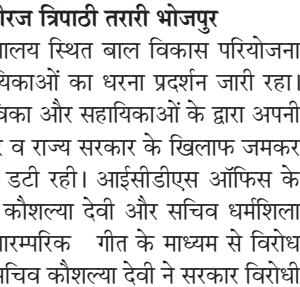 रज त्रिपाठी तरारी भोजपुर
ालय स्थित बाल विकास परियोजना
यिकाओं का धरना प्रदर्शन जारी रहा।
विका और सहायिकाओं के द्वारा अपनी
र व राज्य सरकार के खिलाफ जमकर
डटी रही। आईसीडीएस ऑफिस के
कौशल्या देवी और सचिव धर्मशिला
ारम्परिक गीत के माध्यम से विरोध
सचिव कौशल्या देवी ने सरकार विरोधी